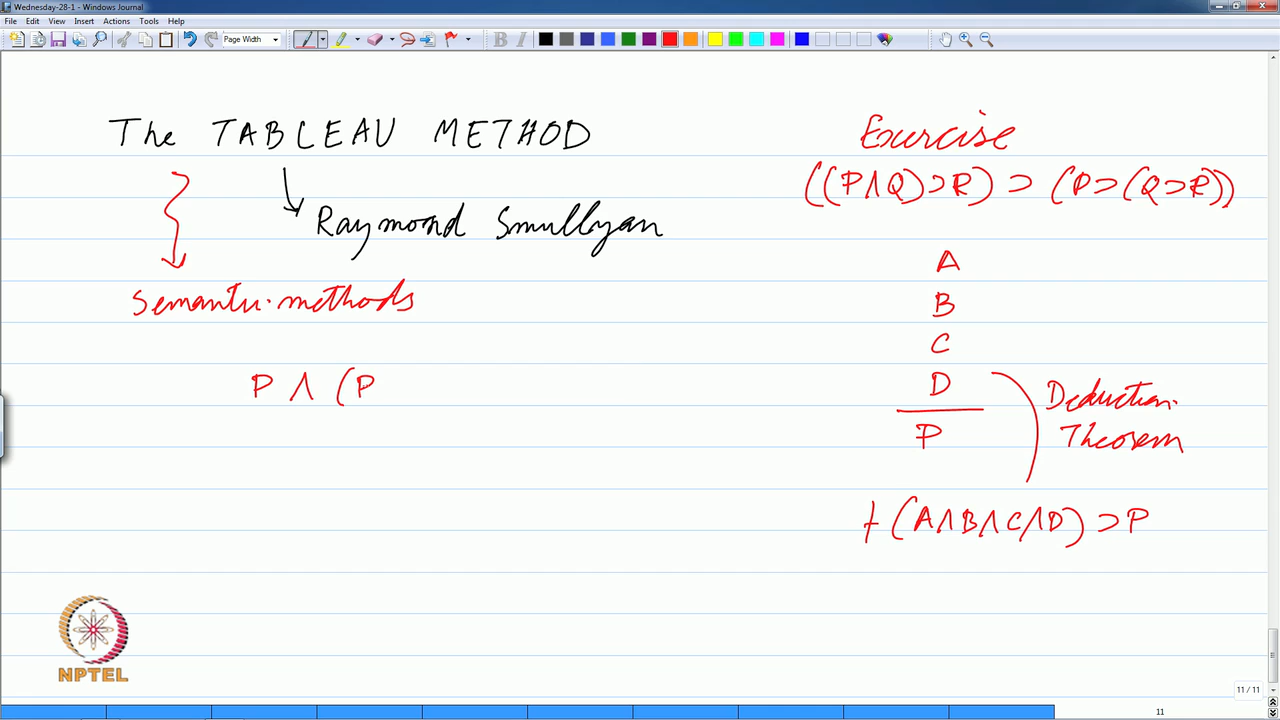 Wednesday-28-1 - Windows Journal
File Edit View Insert Actions Tools Help
Page Width
B I
The TABLEAU METHOD
Raymond Smullyan
Semantic methods
P ∧ (P
Exercise
((P∧Q)⊃R) ⊃ (P⊃(Q⊃R))
A
B
C
D
P
Deduction
Theorem
⊢ (A∧B∧C∧D) ⊃ P
NPTEL
11 / 11
11